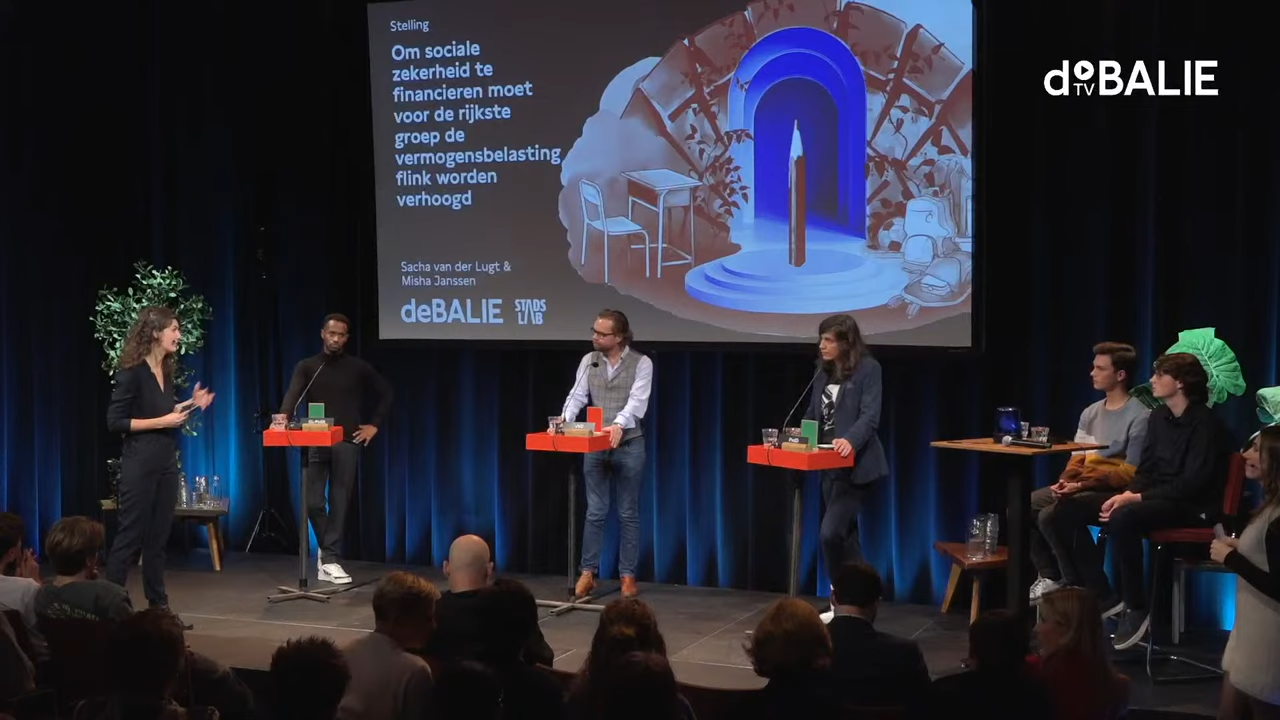 Stelling
Om sociale
zekerheid te
financieren moet
voor de rijkste
groep de
vermogensbelasting
flink worden
verhoogd
Sacha van der Lugt &
Misha Janssen
deBALIE
STADS
LAB
deBALIE
TV